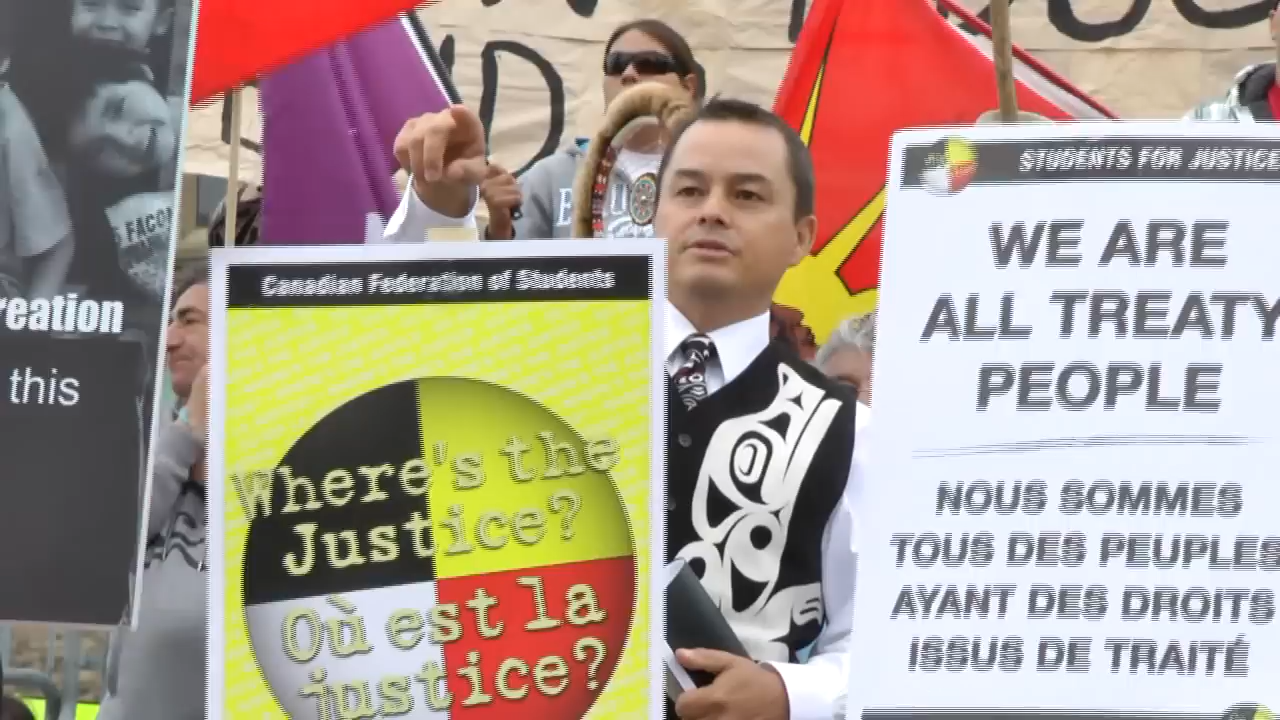 reation
this
FACO
Canadian Federation of Students
Where's the
Justice?
Où est la
justice?
STUDENTS FOR JUSTICE
WE ARE
ALL TREATY
PEOPLE
NOUS SOMMES
TOUS DES PEUPLES
AYANT DES DROITS
ISSUS DE TRAITÉ